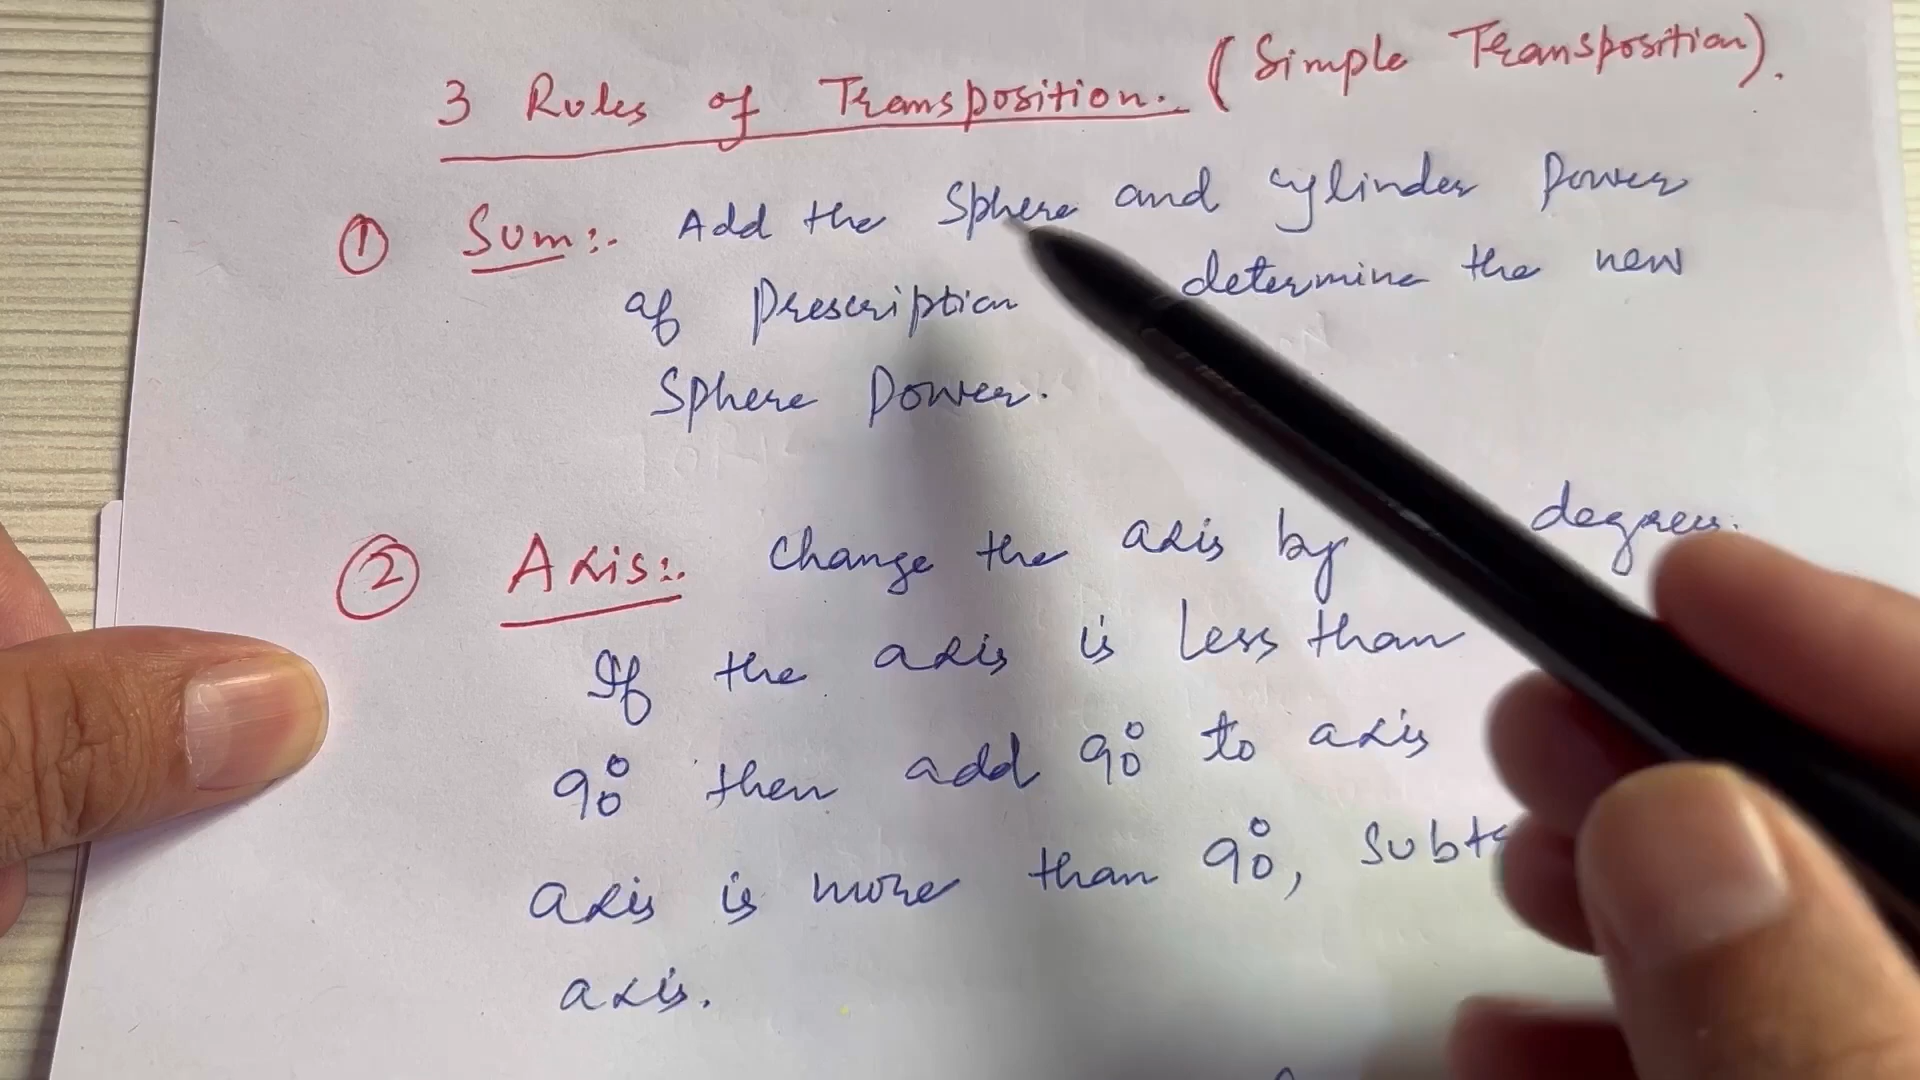 3 Rules of Transposition. (Simple Transposition).
① Sum:. Add the Sphere and cylinder Power
of Prescription determine the new
Sphere Power.
② Axis:. Change the axis by degrees.
If the axis is less than
90° then add 90° to axis
axis is more than 90°,
axis.